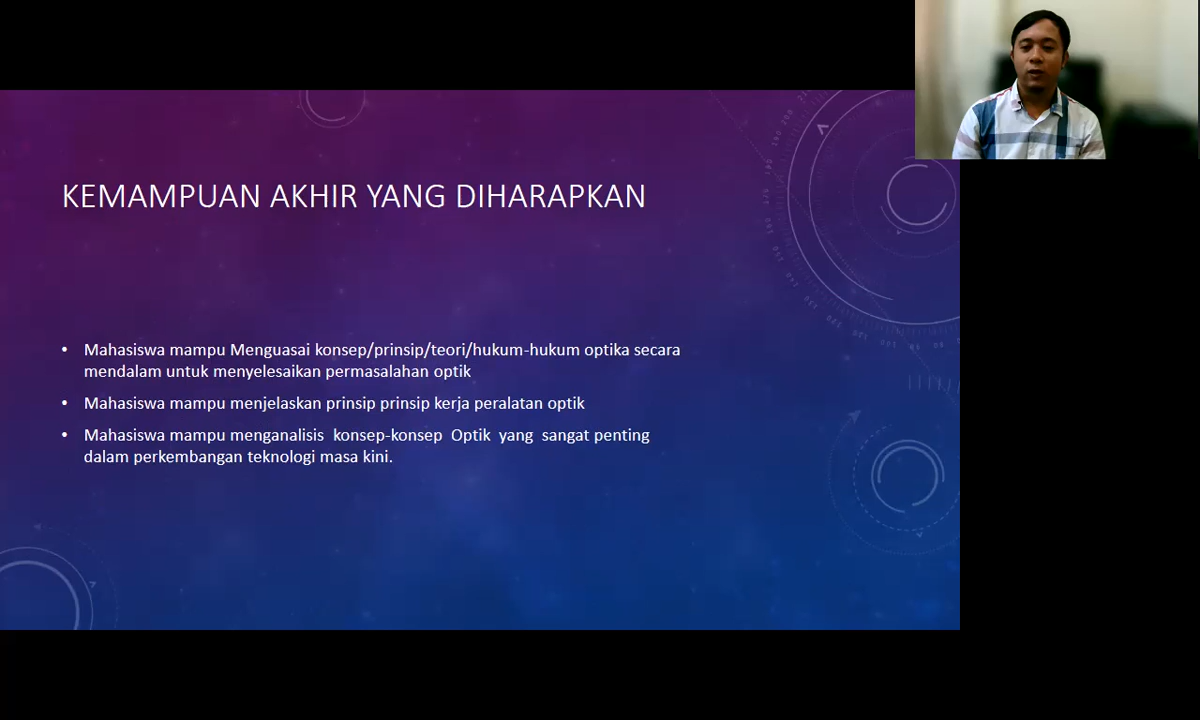 KEMAMPUAN AKHIR YANG DIHARAPKAN
• Mahasiswa mampu Menguasai konsep/prinsip/teori/hukum-hukum optika secara
mendalam untuk menyelesaikan permasalahan optik
• Mahasiswa mampu menjelaskan prinsip prinsip kerja peralatan optik
• Mahasiswa mampu menganalisis konsep-konsep Optik yang sangat penting
dalam perkembangan teknologi masa kini.